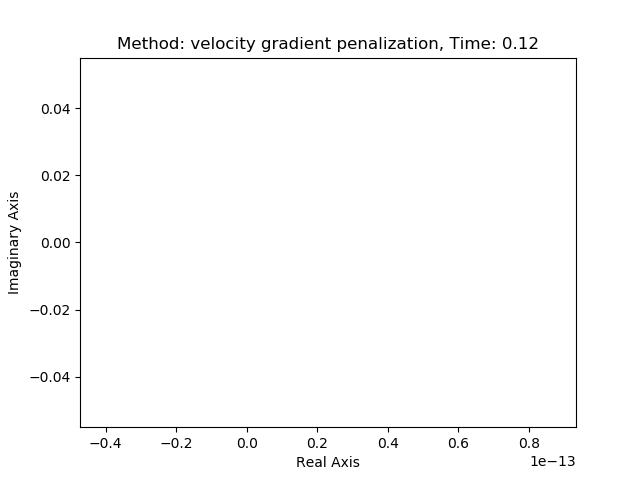 Method: velocity gradient penalization, Time: 0.12
0.04
0.02
0.00
−0.02
−0.04
Imaginary Axis
−0.4 −0.2 0.0 0.2 0.4 0.6 0.8
Real Axis
1e−13